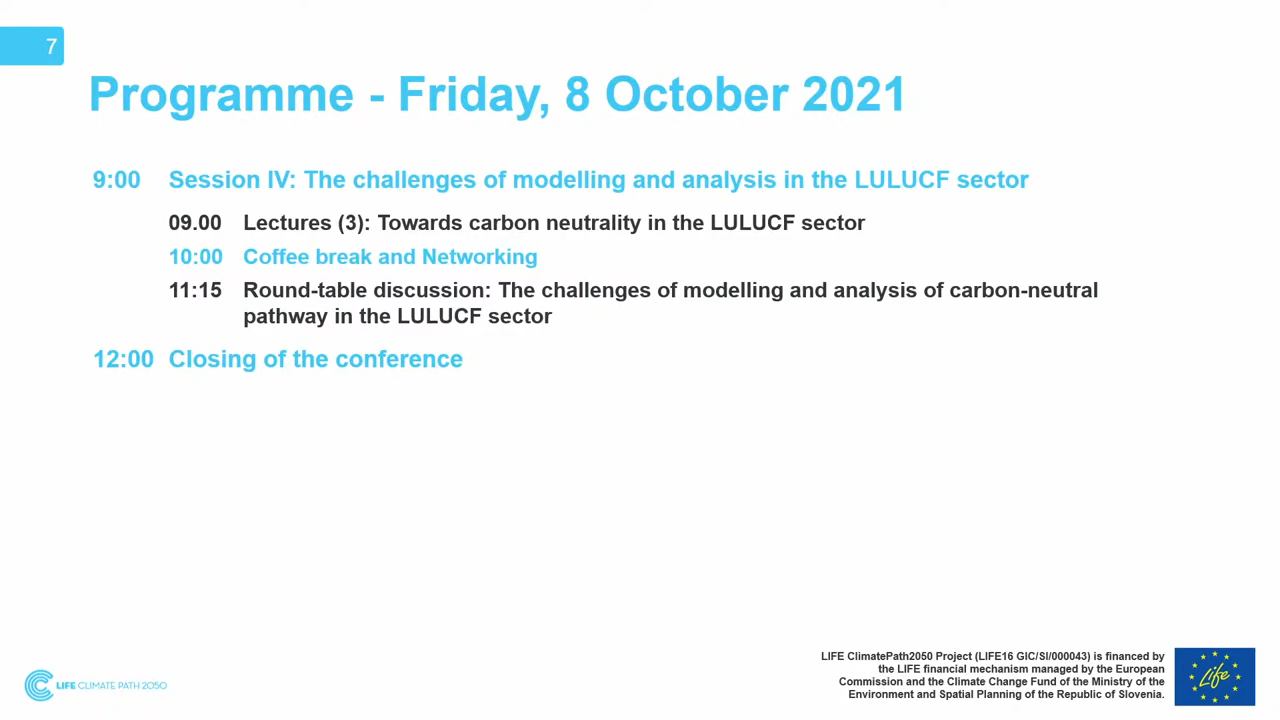 7
Programme - Friday, 8 October 2021
9:00 Session IV: The challenges of modelling and analysis in the LULUCF sector
09.00 Lectures (3): Towards carbon neutrality in the LULUCF sector
10:00 Coffee break and Networking
11:15 Round-table discussion: The challenges of modelling and analysis of carbon-neutral
pathway in the LULUCF sector
12:00 Closing of the conference
LIFE ClimatePath2050 Project (LIFE16 GIC/SI/000043) is financed by
the LIFE financial mechanism managed by the European
Commission and the Climate Change Fund of the Ministry of the
Environment and Spatial Planning of the Republic of Slovenia.
LIFE CLIMATE PATH 2050
Life